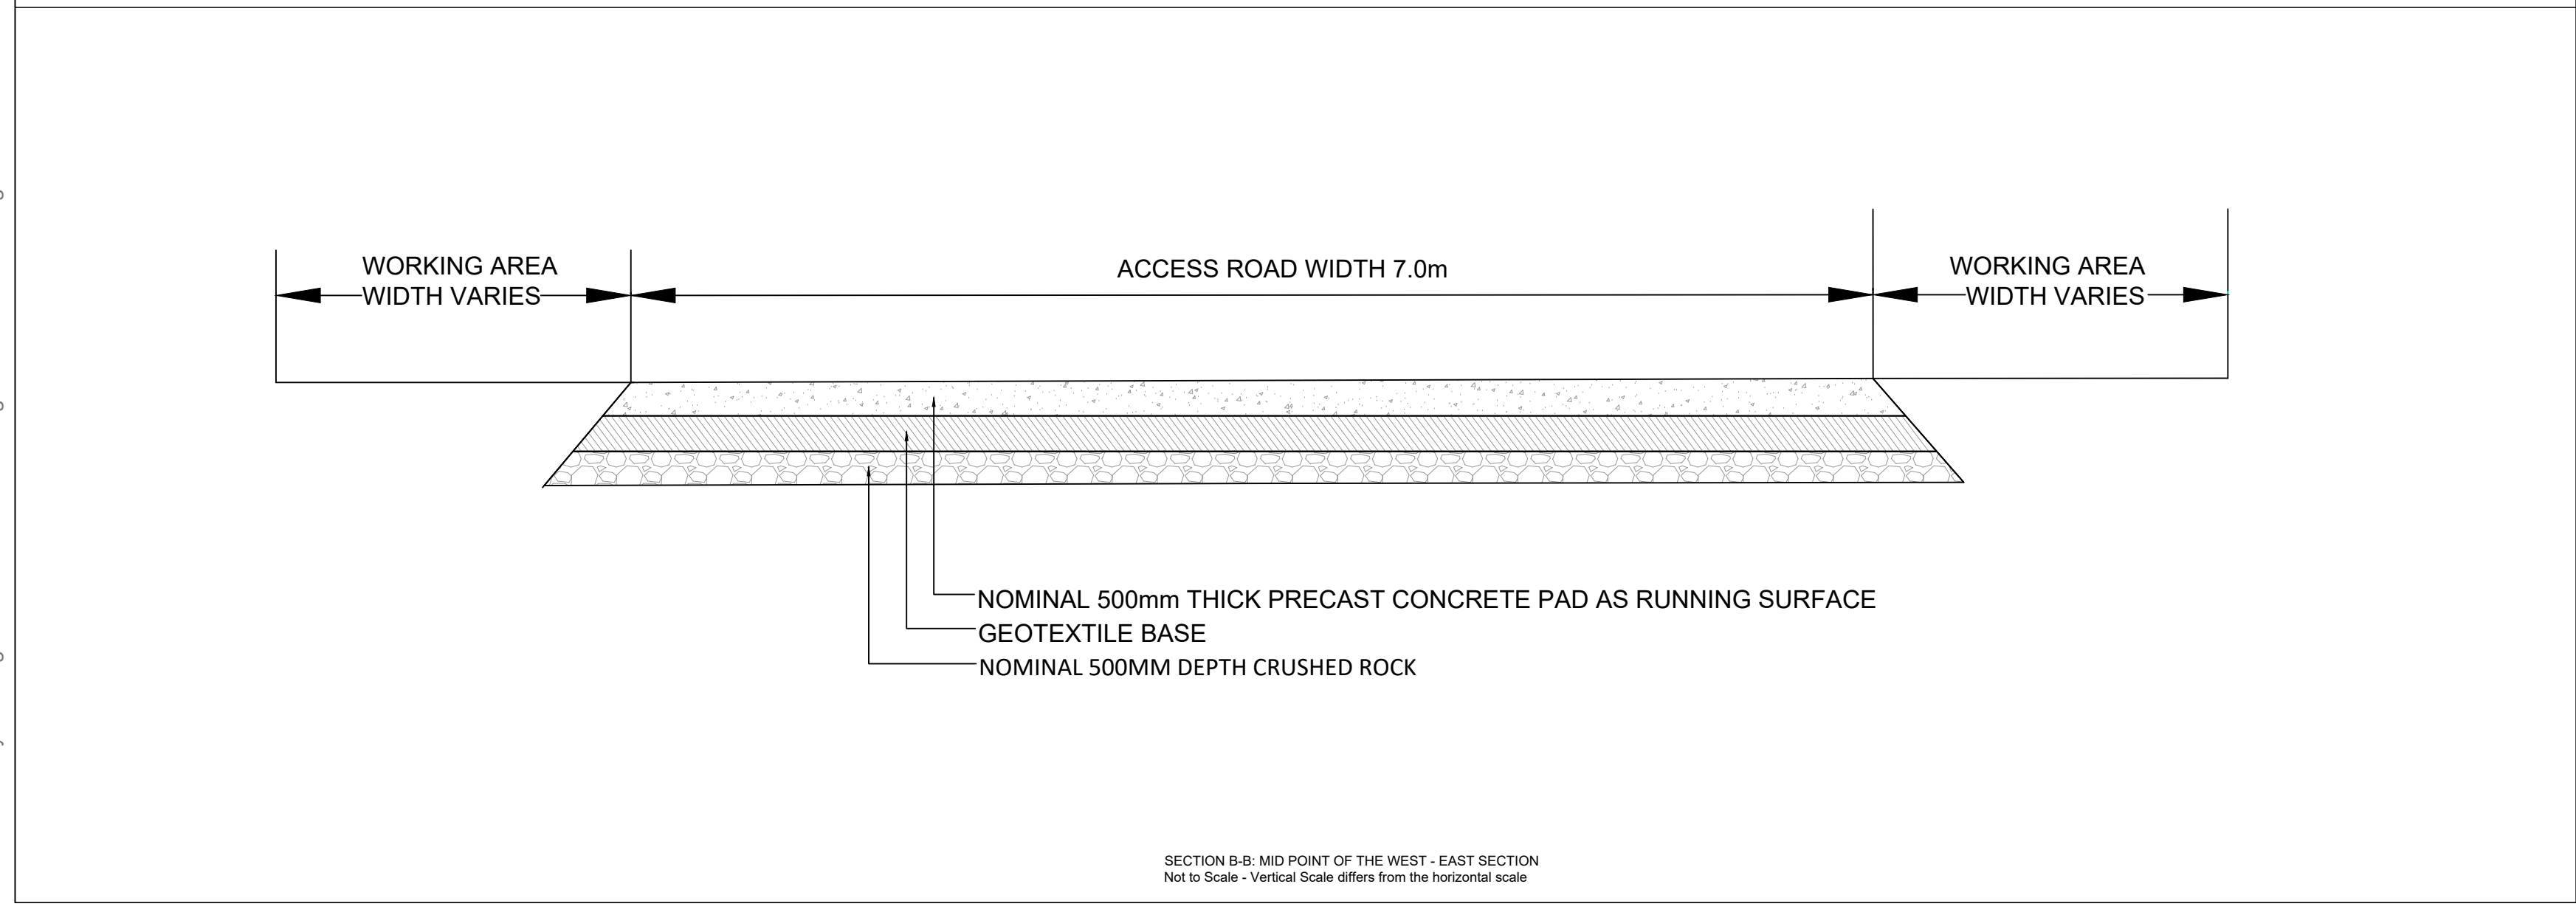 WORKING AREA
WIDTH VARIES
ACCESS ROAD WIDTH 7.0m
WORKING AREA
WIDTH VARIES
NOMINAL 500mm THICK PRECAST CONCRETE PAD AS RUNNING SURFACE
GEOTEXTILE BASE
NOMINAL 500MM DEPTH CRUSHED ROCK
SECTION B-B: MID POINT OF THE WEST - EAST SECTION
Not to Scale - Vertical Scale differs from the horizontal scale